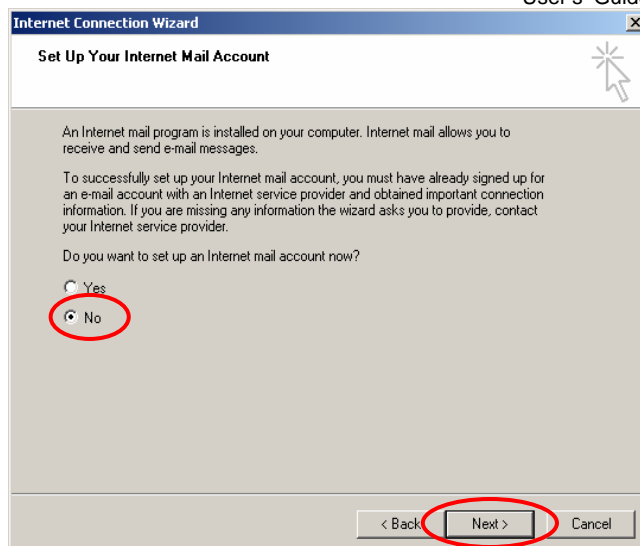 User's Guid
Internet Connection Wizard
Set Up Your Internet Mail Account
An Internet mail program is installed on your computer. Internet mail allows you to
receive and send e-mail messages.
To successfully set up your Internet mail account, you must have already signed up for
an e-mail account with an Internet service provider and obtained important connection
information. If you are missing any information the wizard asks you to provide, contact
your Internet service provider.
Do you want to set up an Internet mail account now?
Yes
No
< Back Next > Cancel